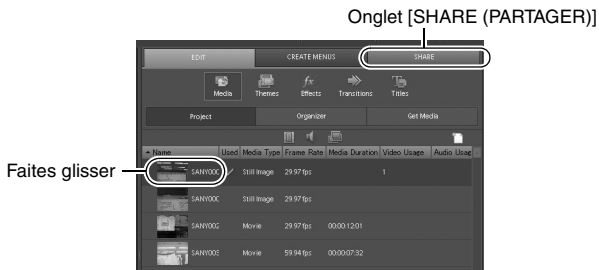 Onglet [SHARE (PARTAGER)]
EDIT CREATE MENUS SHARE
Media Themes Effects Transitions Titles
Project Organizer Get Media
Name Used Media Type Frame Rate Media Duration Video Usage Audio Usage
Faites glisser
SANY000 Still Image 29.97 fps 1
SANY000 Still Image 29.97 fps
SANY002 Movie 29.97 fps 00:00:12:01
SANY003 Movie 59.94 fps 00:00:07:32